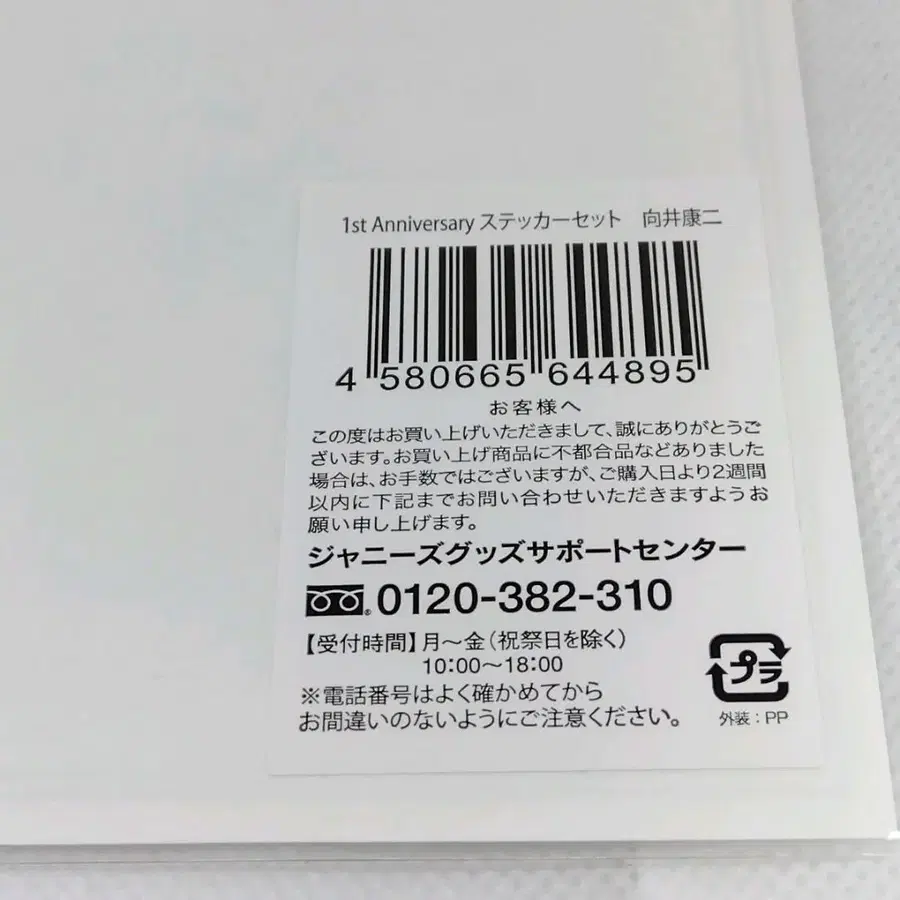 1st Anniversary ステッカーセット　向井康二
4 580665 644895
お客様へ
この度はお買い上げいただきまして、誠にありがとうご
ざいます。お買い上げ商品に不都合品などありました
場合は、お手数ではございますが、ご購入日より2週間
以内に下記までお問い合わせいただきますようお
願い申し上げます。
ジャニーズグッズサポートセンター
0120-382-310
【受付時間】月～金（祝祭日を除く）
10:00～18:00
※電話番号はよく確かめてから
お間違いのないようにご注意ください。
プラ
外装：PP